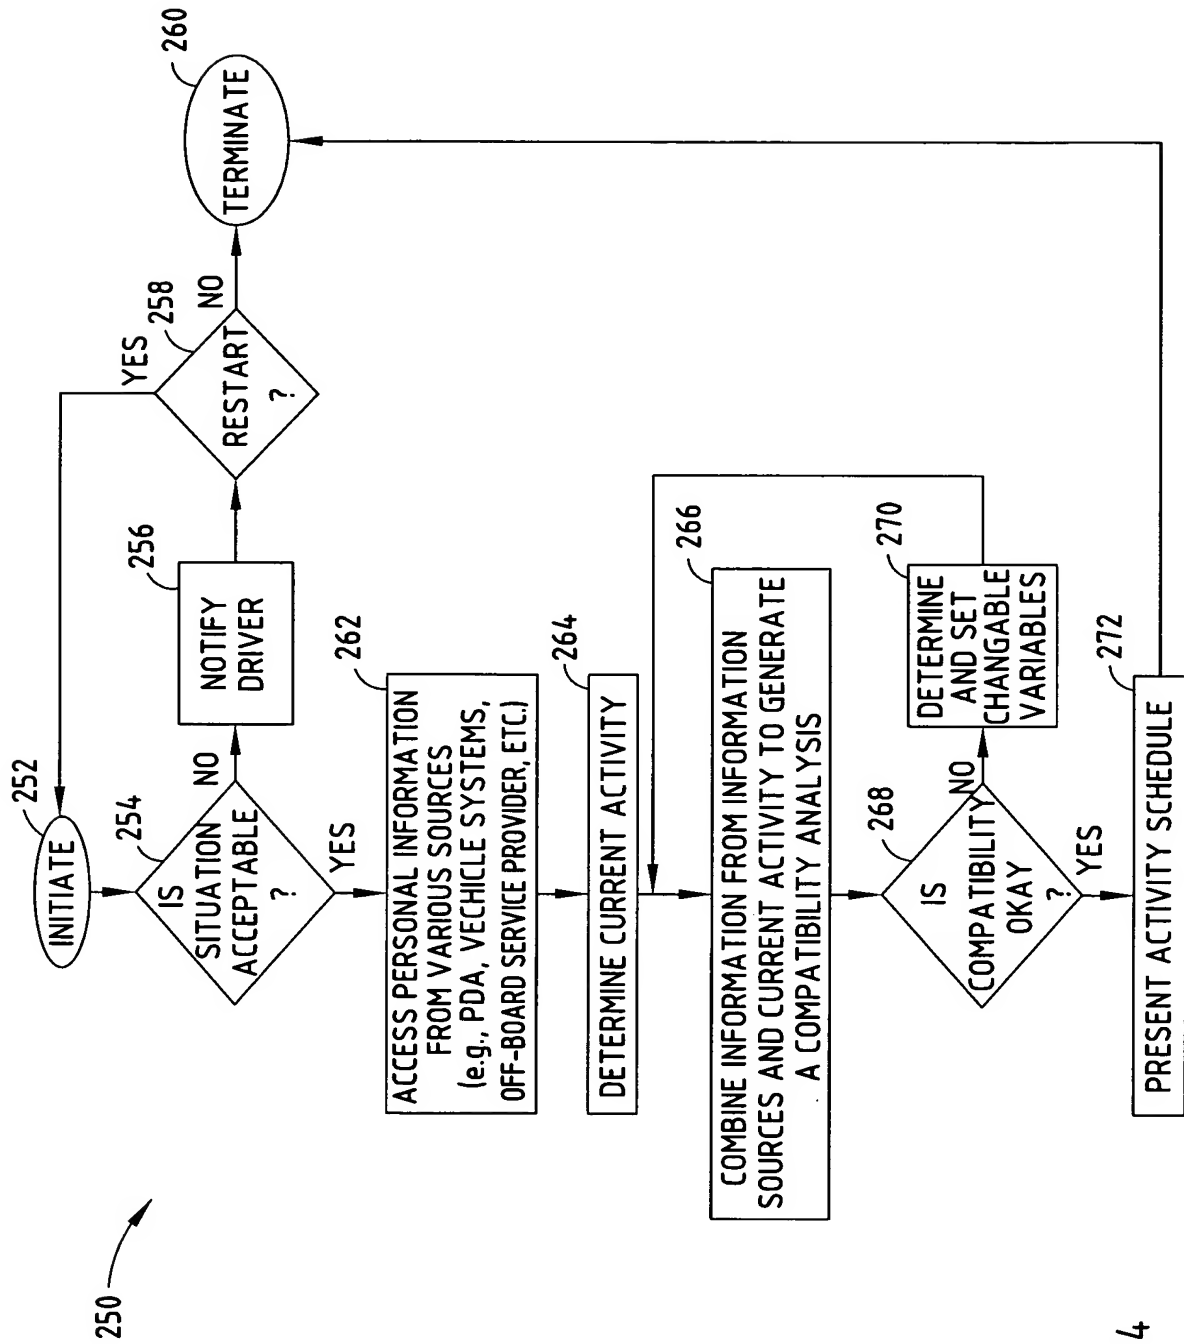 250
INITIATE
252
IS
SITUATION
ACCEPTABLE
?
254
NO
YES
NOTIFY
DRIVER
256
RESTART
?
258
YES
NO
TERMINATE
260
ACCESS PERSONAL INFORMATION
FROM VARIOUS SOURCES
(e.g., PDA, VECHICLE SYSTEMS,
OFF-BOARD SERVICE PROVIDER, ETC.)
262
DETERMINE CURRENT ACTIVITY
264
COMBINE INFORMATION FROM INFORMATION
SOURCES AND CURRENT ACTIVITY TO GENERATE
A COMPATIBILITY ANALYSIS
266
IS
COMPATIBILITY
OKAY
?
268
NO
YES
DETERMINE
AND SET
CHANGABLE
VARIABLES
270
PRESENT ACTIVITY SCHEDULE
272
4